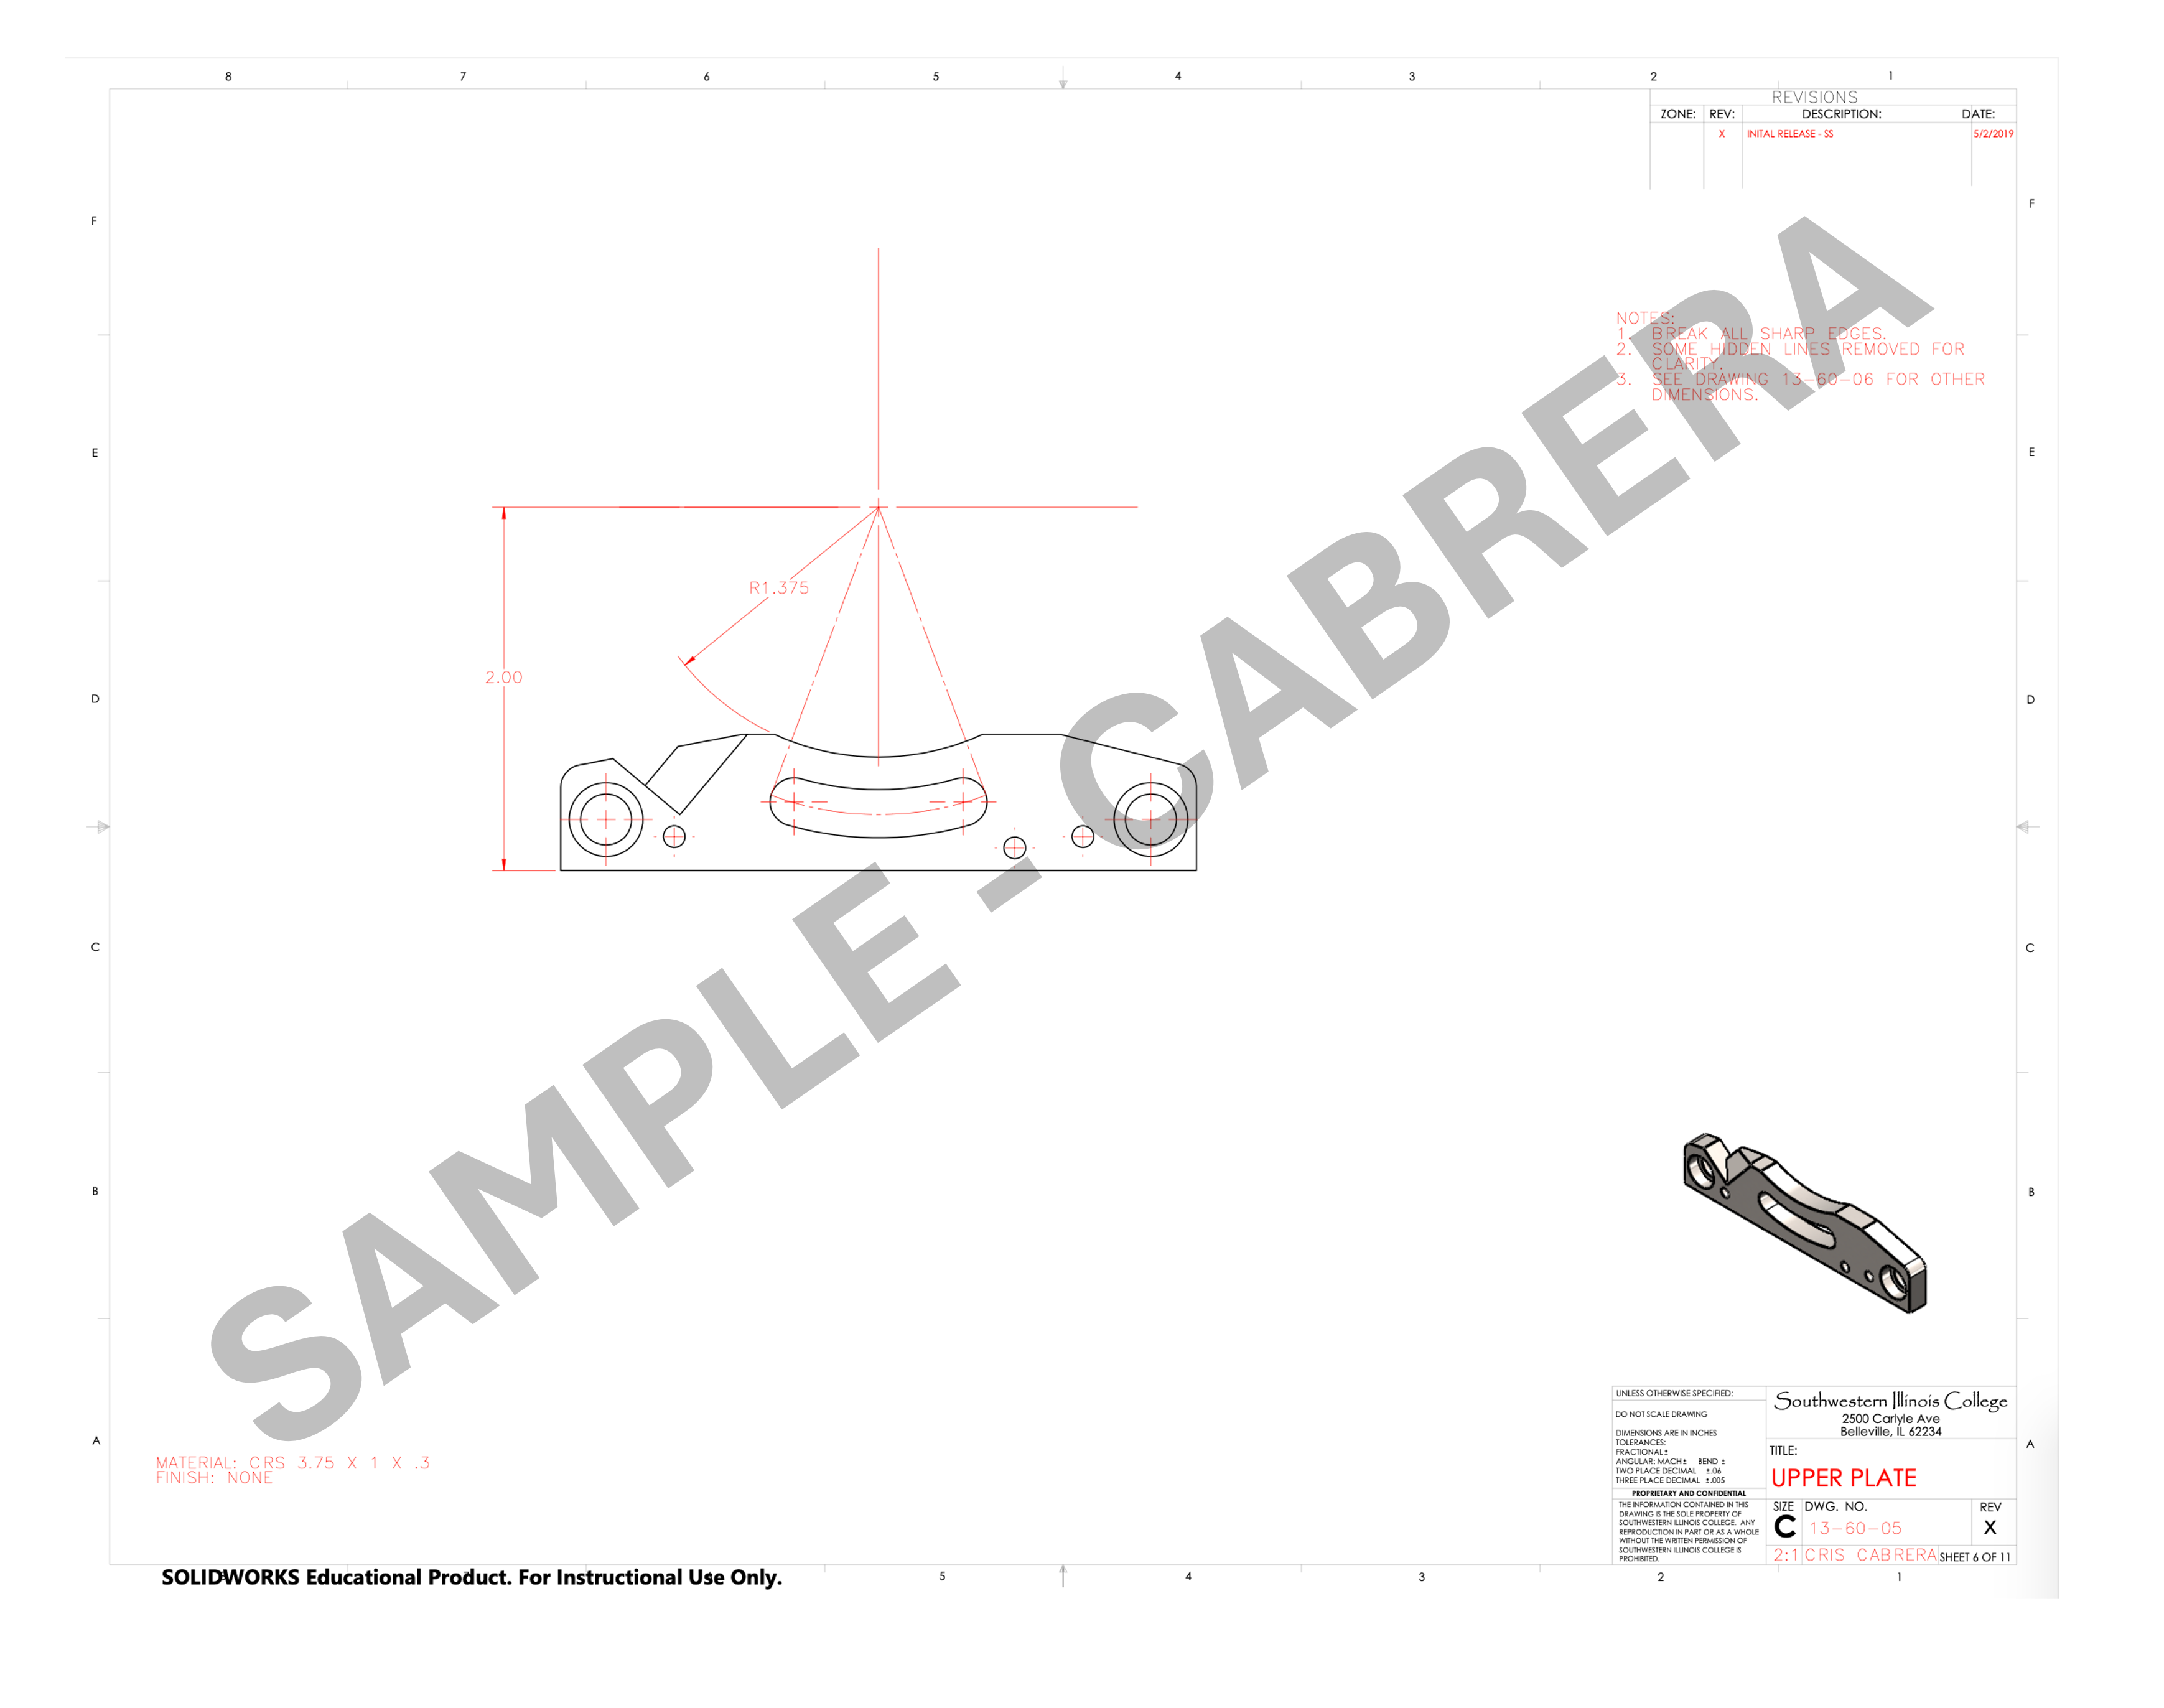 8 7 6 5 4 3 2 1
REVISIONS
ZONE: REV: DESCRIPTION: DATE:
X INITAL RELEASE - SS 5/2/2019
F F
NOTES:
1. BREAK ALL SHARP EDGES.
2. SOME HIDDEN LINES REMOVED FOR
CLARITY.
3. SEE DRAWING 13-60-06 FOR OTHER
DIMENSIONS.
E E
R1.375
2.00
D D
SAMPLE - CABRERA
C C
B B
A A
MATERIAL: CRS 3.75 X 1 X .3
FINISH: NONE
UNLESS OTHERWISE SPECIFIED:
DO NOT SCALE DRAWING
DIMENSIONS ARE IN INCHES
TOLERANCES:
FRACTIONAL±
ANGULAR: MACH± BEND ±
TWO PLACE DECIMAL ±.06
THREE PLACE DECIMAL ±.005
PROPRIETARY AND CONFIDENTIAL
THE INFORMATION CONTAINED IN THIS
DRAWING IS THE SOLE PROPERTY OF
SOUTHWESTERN ILLINOIS COLLEGE. ANY
REPRODUCTION IN PART OR AS A WHOLE
WITHOUT THE WRITTEN PERMISSION OF
SOUTHWESTERN ILLINOIS COLLEGE IS
PROHIBITED.
Southwestern Illinois College
2500 Carlyle Ave
Belleville, IL 62234
TITLE:
UPPER PLATE
SIZE DWG. NO. REV
C 13-60-05 X
2:1 CRIS CABRERA SHEET 6 OF 11
SOLIDWORKS Educational Product. For Instructional Use Only.
5 4 3 2 1